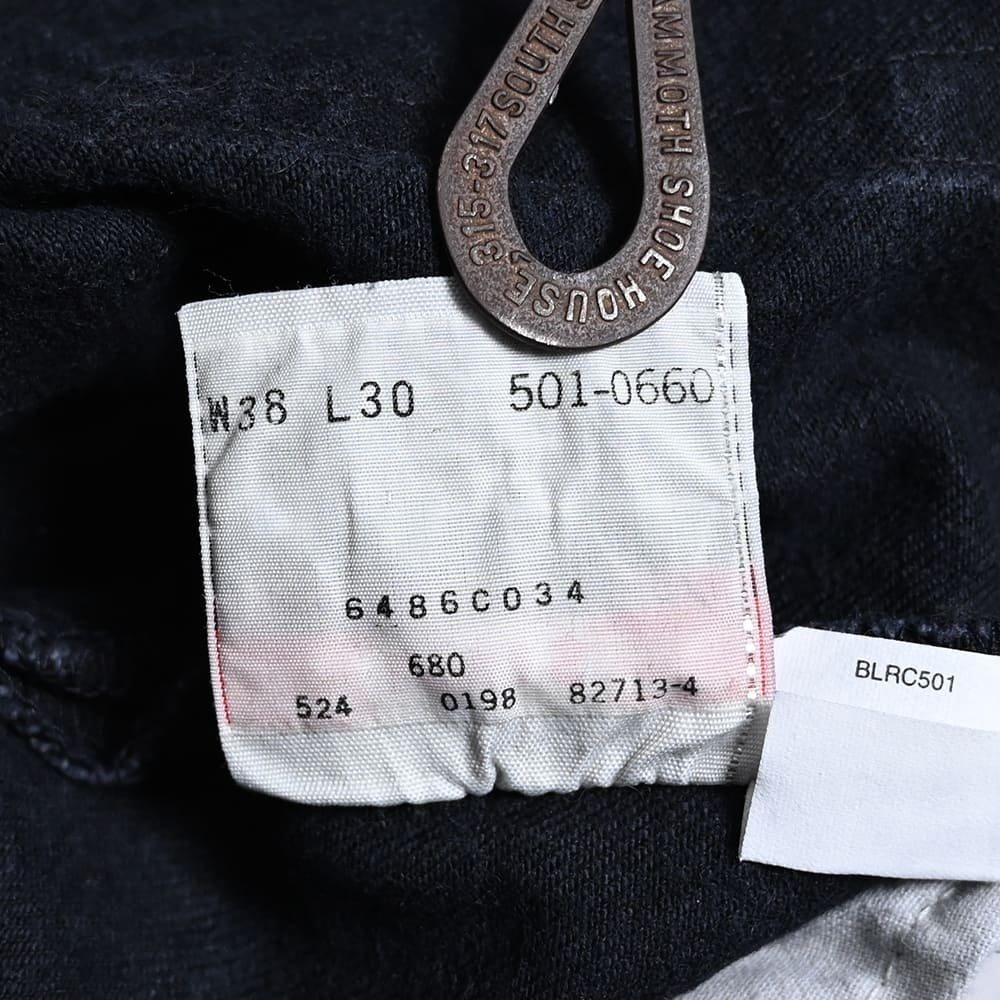 315-317 SOUTH
MAMMOTH SHOE HOUSE
W38 L30 501-0660
6486C034
680
524 0198 82713-4
BLRC501